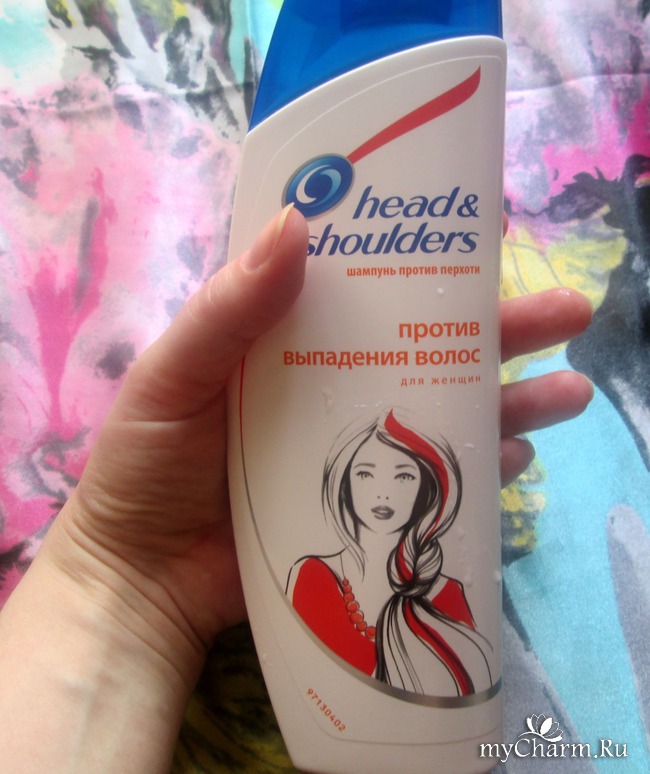 head &
shoulders
шампунь против перхоти
против
выпадения волос
для женщин
97130402
myCharm.Ru